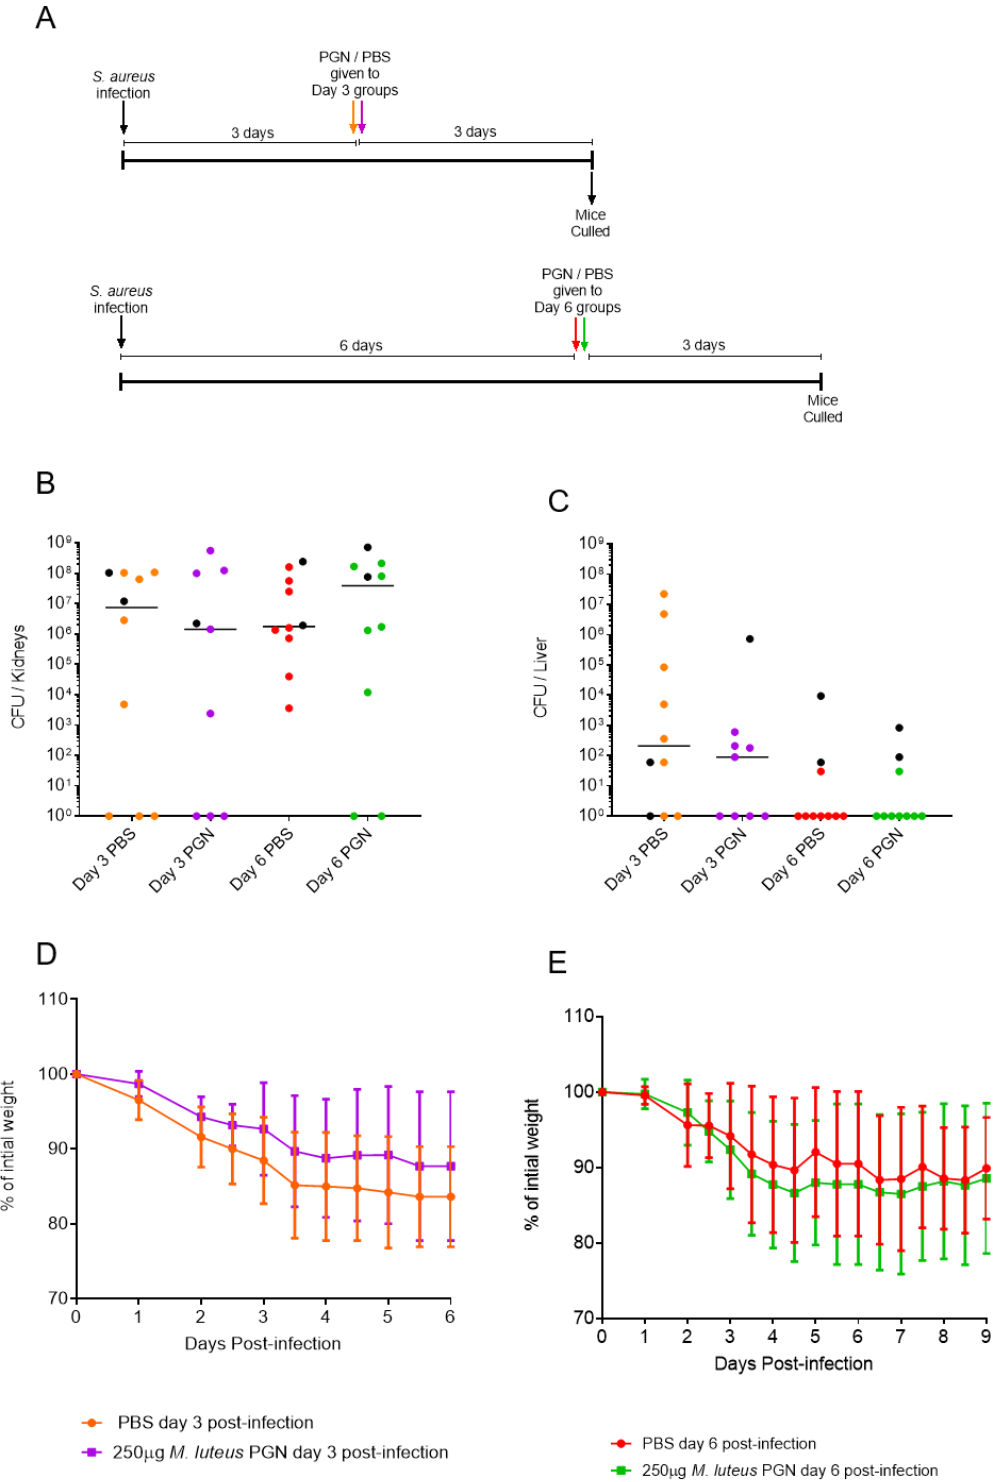 A
S. aureus
infection
PGN / PBS
given to
Day 3 groups
3 days
3 days
Mice
Culled
S. aureus
infection
PGN / PBS
given to
Day 6 groups
6 days
3 days
Mice
Culled
B
CFU / Kidneys
10⁹
10⁸
10⁷
10⁶
10⁵
10⁴
10³
10²
10¹
10⁰
Day 3 PBS
Day 3 PGN
Day 6 PBS
Day 6 PGN
C
CFU / Liver
10⁹
10⁸
10⁷
10⁶
10⁵
10⁴
10³
10²
10¹
10⁰
Day 3 PBS
Day 3 PGN
Day 6 PBS
Day 6 PGN
D
% of intial weight
110
100
90
80
70
0 1 2 3 4 5 6
Days Post-infection
PBS day 3 post-infection
250µg M. luteus PGN day 3 post-infection
E
% of intial weight
110
100
90
80
70
0 1 2 3 4 5 6 7 8 9
Days Post-infection
PBS day 6 post-infection
250µg M. luteus PGN day 6 post-infection